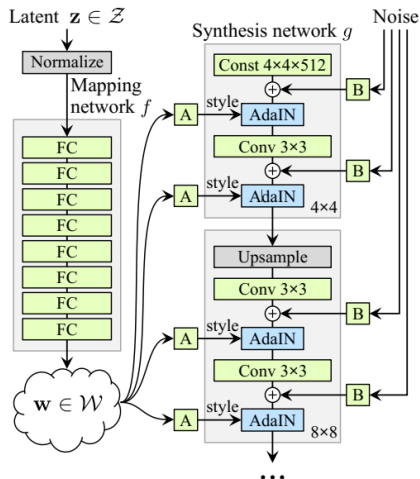 Latent z ∈ Z
Normalize
Mapping
network f
FC
FC
FC
FC
FC
FC
FC
FC
w ∈ W
Synthesis network g
Noise
Const 4×4×512
B
A
style
AdaIN
Conv 3×3
B
A
style
AdaIN
4×4
Upsample
Conv 3×3
B
A
style
AdaIN
Conv 3×3
B
A
style
AdaIN
8×8
...